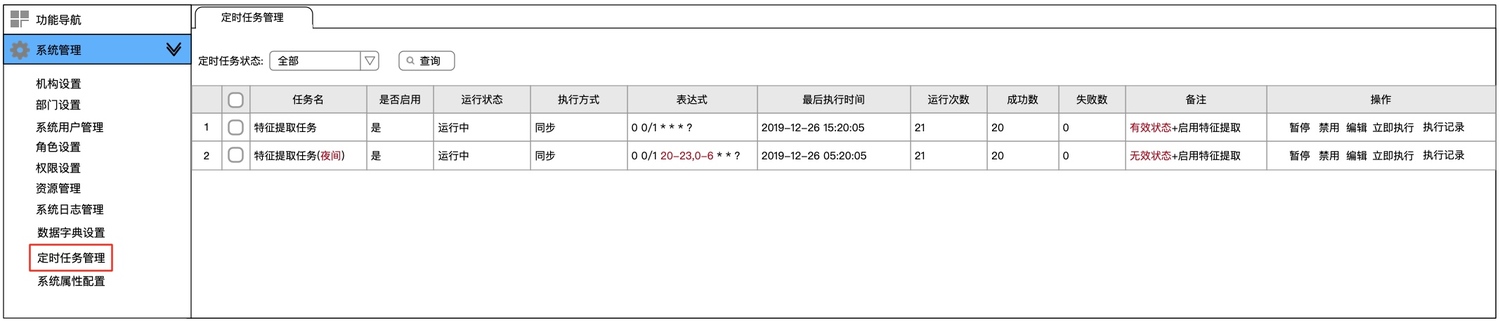 功能导航
系统管理
机构设置
部门设置
系统用户管理
角色设置
权限设置
资源管理
系统日志管理
数据字典设置
定时任务管理
系统属性配置
定时任务管理
定时任务状态: 全部 查询
任务名 是否启用 运行状态 执行方式 表达式 最后执行时间 运行次数 成功数 失败数 备注 操作
1 特征提取任务 是 运行中 同步 0 0/1 * * * ? 2019-12-26 15:20:05 21 20 0 有效状态+启用特征提取 暂停 禁用 编辑 立即执行 执行记录
2 特征提取任务(夜间) 是 运行中 同步 0 0/1 20-23,0-6 * * ? 2019-12-26 05:20:05 21 20 0 无效状态+启用特征提取 暂停 禁用 编辑 立即执行 执行记录